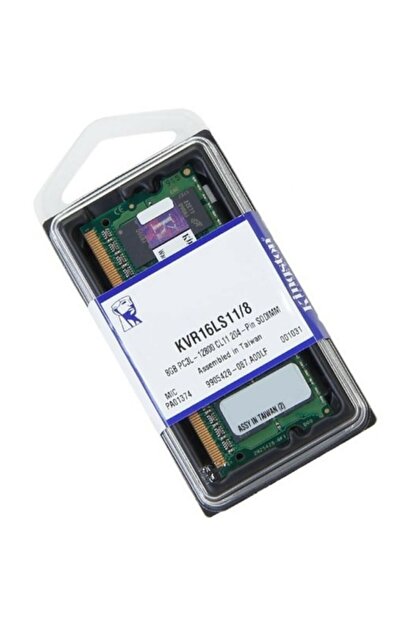 Kingston
KVR16LS11/8
8GB PC3L-12800 CL11 204-Pin SODIMM
Assembled in Taiwan
MIC
PA01374
9905428-087.A00LF
001031
ASSY IN TAIWAN (2)